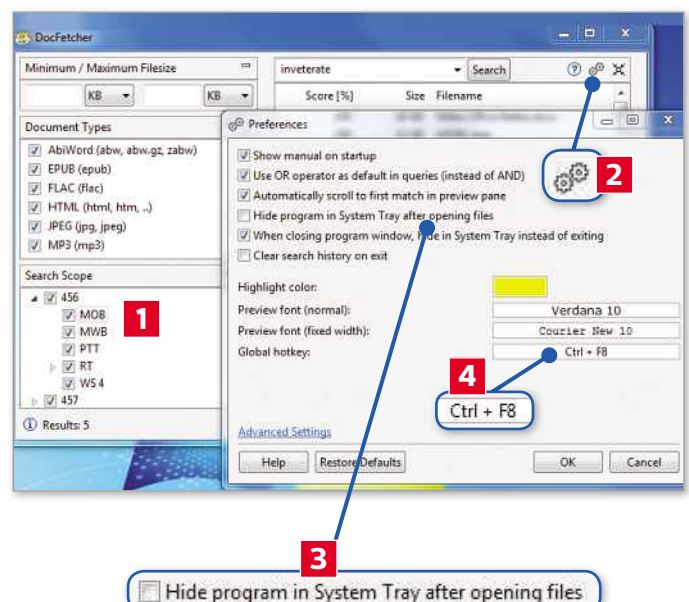 DocFetcher
Minimum / Maximum Filesize
KB
KB
inveterate
Search
Score [%] Size Filename
Document Types
AbiWord (abw, abw.gz, zabw)
EPUB (epub)
FLAC (flac)
HTML (html, htm, ..)
JPEG (jpg, jpeg)
MP3 (mp3)
Search Scope
456
MOB
MWB
PTT
RT
WS 4
457
Results: 5
1
Preferences
Show manual on startup
Use OR operator as default in queries (instead of AND)
Automatically scroll to first match in preview pane
Hide program in System Tray after opening files
When closing program window, hide in System Tray instead of exiting
Clear search history on exit
2
Highlight color:
Preview font (normal): Verdana 10
Preview font (fixed width): Courier New 10
Global hotkey: Ctrl + F8
4
Ctrl + F8
Advanced Settings
Help Restore Defaults OK Cancel
3
Hide program in System Tray after opening files